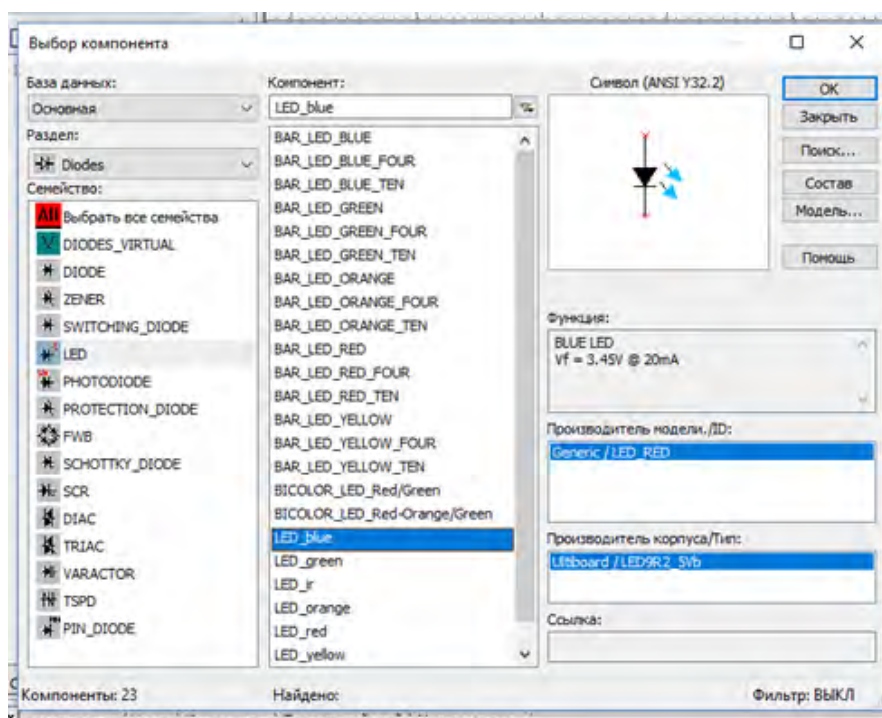 Выбор компонента
База данных:
Основная
Раздел:
Diodes
Семейство:
All Выбрать все семейства
DIODES_VIRTUAL
DIODE
ZENER
SWITCHING_DIODE
LED
PHOTODIODE
PROTECTION_DIODE
FWB
SCHOTTKY_DIODE
SCR
DIAC
TRIAC
VARACTOR
TSPD
PIN_DIODE
Компонент:
LED_blue
BAR_LED_BLUE
BAR_LED_BLUE_FOUR
BAR_LED_BLUE_TEN
BAR_LED_GREEN
BAR_LED_GREEN_FOUR
BAR_LED_GREEN_TEN
BAR_LED_ORANGE
BAR_LED_ORANGE_FOUR
BAR_LED_ORANGE_TEN
BAR_LED_RED
BAR_LED_RED_FOUR
BAR_LED_RED_TEN
BAR_LED_YELLOW
BAR_LED_YELLOW_FOUR
BAR_LED_YELLOW_TEN
BICOLOR_LED_Red/Green
BICOLOR_LED_Red-Orange/Green
LED_blue
LED_green
LED_ir
LED_orange
LED_red
LED_yellow
Символ (ANSI Y32.2)
Функция:
BLUE LED
Vf = 3.45V @ 20mA
Производитель модели./ID:
Generic / LED_RED
Производитель корпуса/Тип:
Ultiboard / LED9R2_5Vb
Ссылка:
OK
Закрыть
Поиск...
Состав
Модель...
Помощь
Компоненты: 23
Найдено:
Фильтр: ВЫКЛ